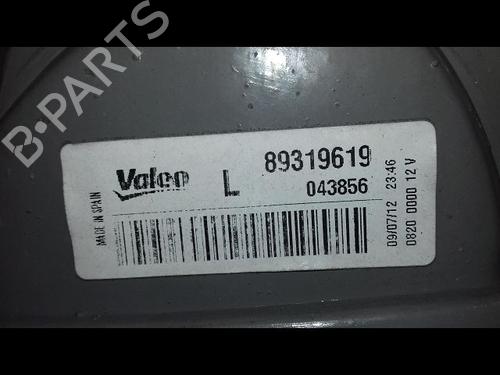 B-PARTS
MADE IN SPAIN
Valeo
L
89319619
043856
09/07/12 23:46
0820 0000 12 V